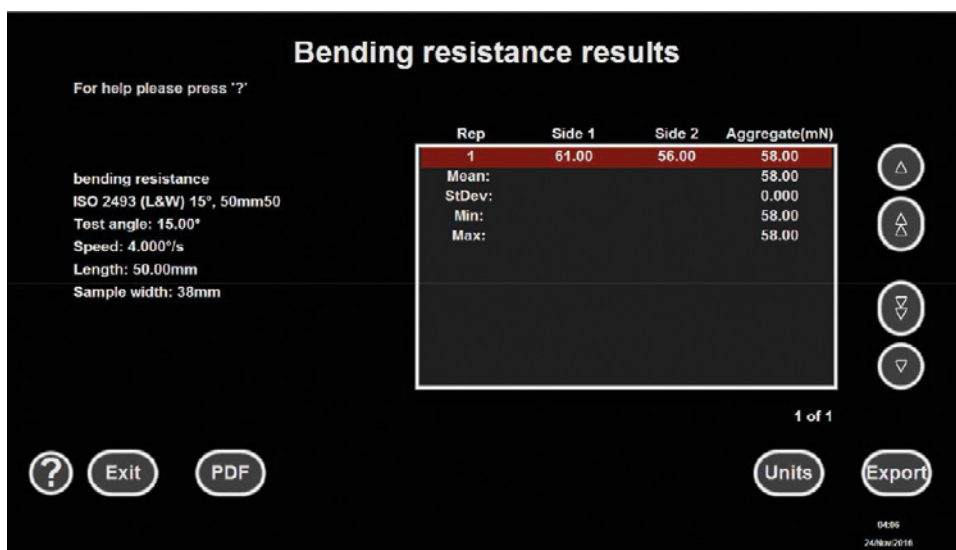 Bending resistance results
For help please press '?'
bending resistance
ISO 2493 (L&W) 15°, 50mm50
Test angle: 15.00°
Speed: 4.000°/s
Length: 50.00mm
Sample width: 38mm
Rep Side 1 Side 2 Aggregate(mN)
1 61.00 56.00 58.00
Mean: 58.00
StDev: 0.000
Min: 58.00
Max: 58.00
1 of 1
? Exit PDF Units Export
04:06
24/Nov/2016